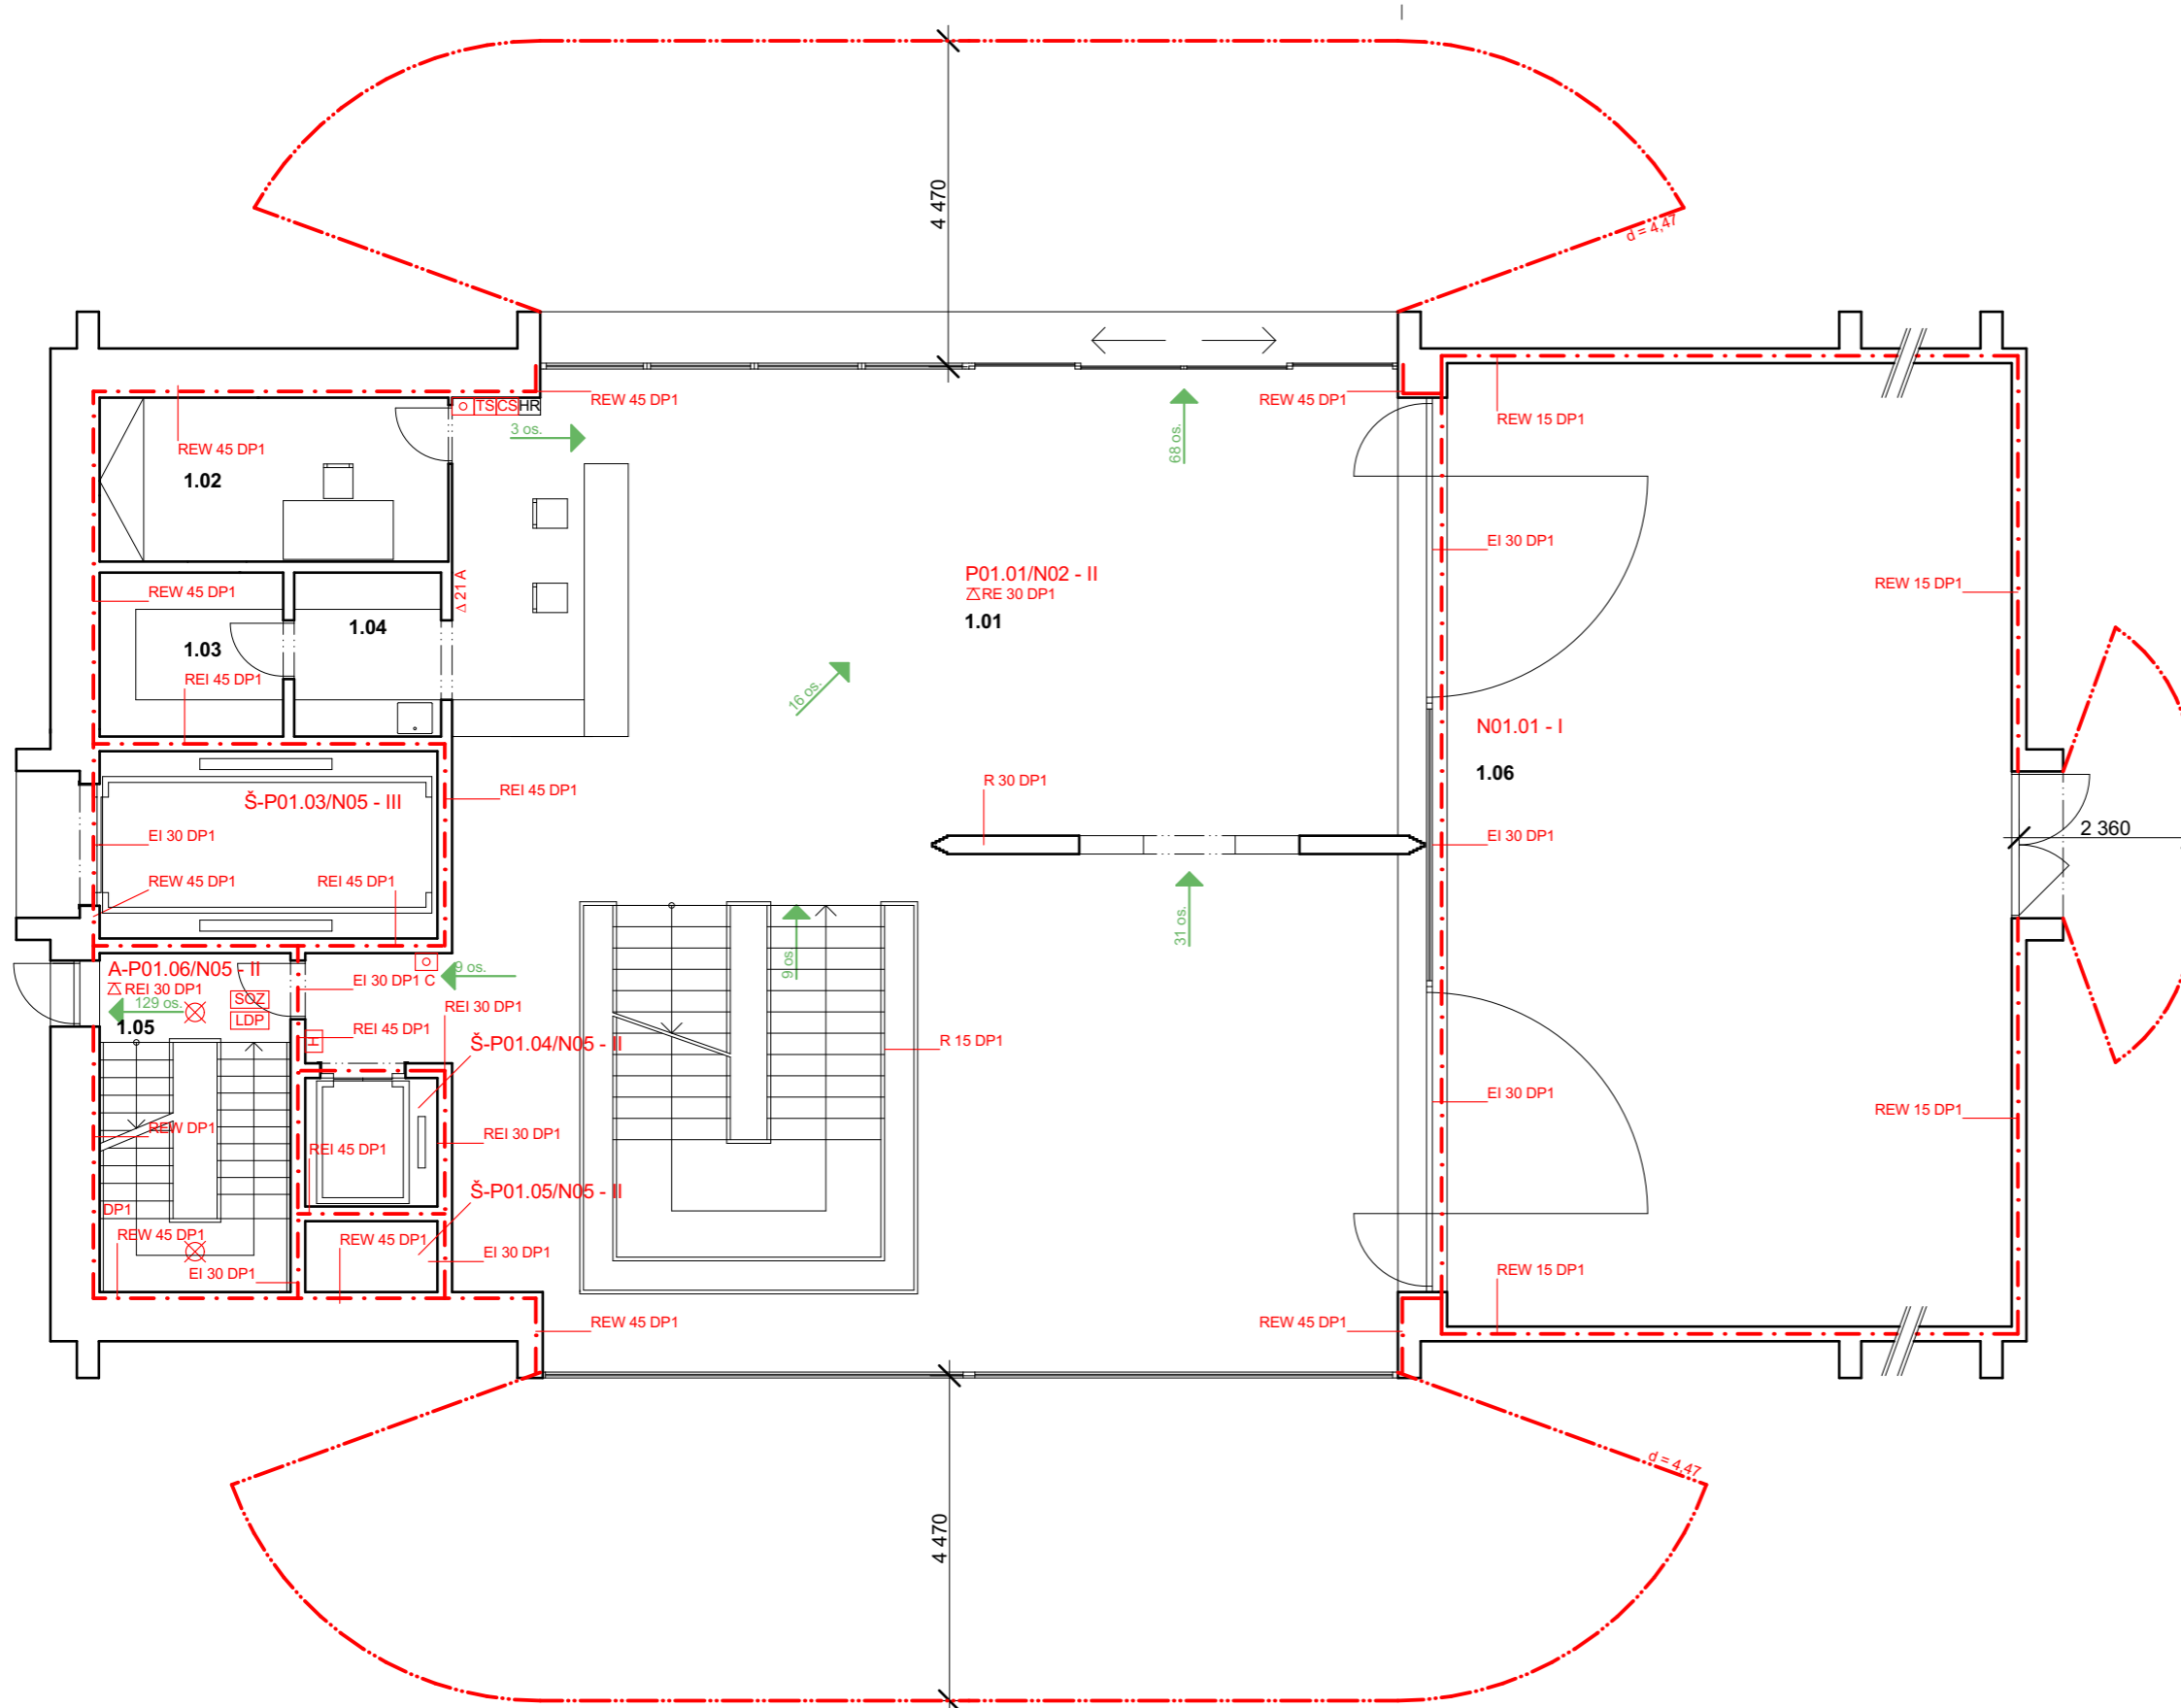 4 470
d = 4,47
REW 45 DP1
REW 45 DP1
TS CS HR
3 os.
68 os.
REW 15 DP1
REW 45 DP1
1.02
EI 30 DP1
P01.01/N02 - II
RE 30 DP1
1.01
21 A
REW 45 DP1
REW 15 DP1
1.04
1.03
REI 45 DP1
16 os.
N01.01 - I
1.06
Š-P01.03/N05 - III
REI 45 DP1
R 30 DP1
EI 30 DP1
EI 30 DP1
2 360
REW 45 DP1
REI 45 DP1
31 os.
9 os.
A-P01.06/N05 - II
REI 30 DP1
129 os.
1.05
SOZ
LDP
EI 30 DP1 C
9 os.
REI 30 DP1
REI 45 DP1
H
Š-P01.04/N05 - II
R 15 DP1
EI 30 DP1
REW 15 DP1
REW DP1
REI 30 DP1
REI 45 DP1
Š-P01.05/N05 - II
DP1
REW 45 DP1
REW 45 DP1
EI 30 DP1
EI 30 DP1
REW 15 DP1
REW 45 DP1
REW 45 DP1
d = 4,47
4 470